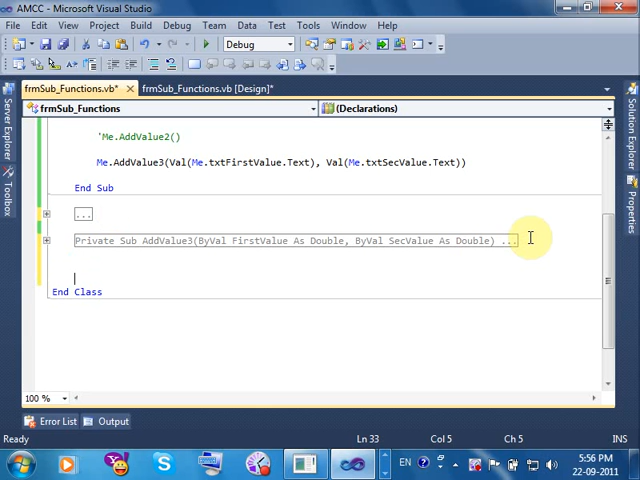 AMCC - Microsoft Visual Studio
File Edit View Project Build Debug Team Data Tools Test Window Help
Debug
frmSub_Functions.vb* frmSub_Functions.vb [Design]*
frmSub_Functions (Declarations)
'Me.AddValue2()
Me.AddValue3(Val(Me.txtFirstValue.Text), Val(Me.txtSecValue.Text))
End Sub
...
Private Sub AddValue3(ByVal FirstValue As Double, ByVal SecValue As Double) ...
End Class
Server Explorer
Toolbox
Solution Explorer
Properties
100 %
Error List Output
Ready Ln 33 Col 5 Ch 5 INS
EN 5:56 PM
22-09-2011